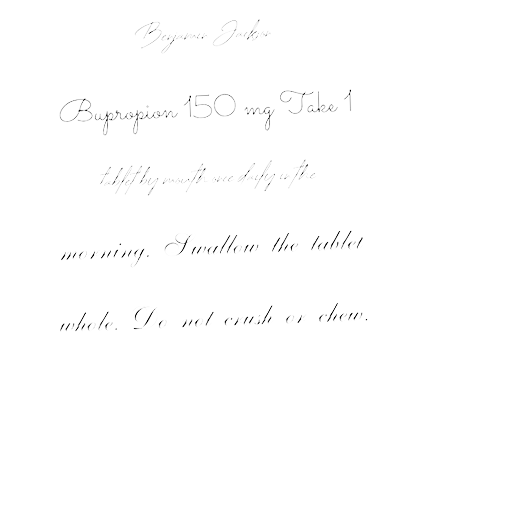 Benjamin Jackson
Bupropion 150 mg Take 1
tablet by mouth once daily in the
morning. Swallow the tablet
whole. Do not crush or chew.